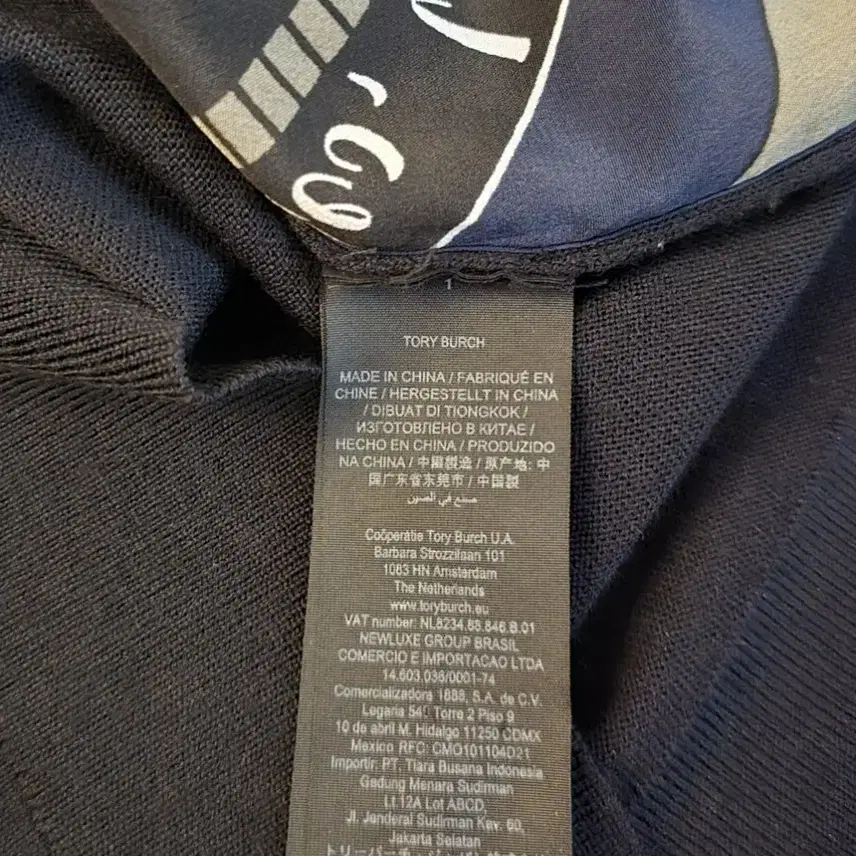 1
TORY BURCH
MADE IN CHINA / FABRIQUÉ EN
CHINE / HERGESTELLT IN CHINA
/ DIBUAT DI TIONGKOK /
ИЗГОТОВЛЕНО В КИТАЕ /
HECHO EN CHINA / PRODUZIDO
NA CHINA / 中國製造 / 原产地: 中
国广东省东莞市 / 中国製
صنع في الصين
Coöperatie Tory Burch U.A.
Barbara Strozzilaan 101
1083 HN Amsterdam
The Netherlands
www.toryburch.eu
VAT number: NL8234.88.846.B.01
NEWLUXE GROUP BRASIL
COMERCIO E IMPORTACAO LTDA
14.603.036/0001-74
Comercializadora 1888, S.A. de C.V.
Legaria Torre 2 Piso 9
10 de abril M. Hidalgo 11250 CDMX
Mexico RFC: CMO101104D21
Importir: PT. Tiara Busana Indonesia
Gedung Menara Sudirman
Lt.12A Lot ABCD,
Jl. Jenderal Sudirman Kav. 60,
Jakarta Selatan